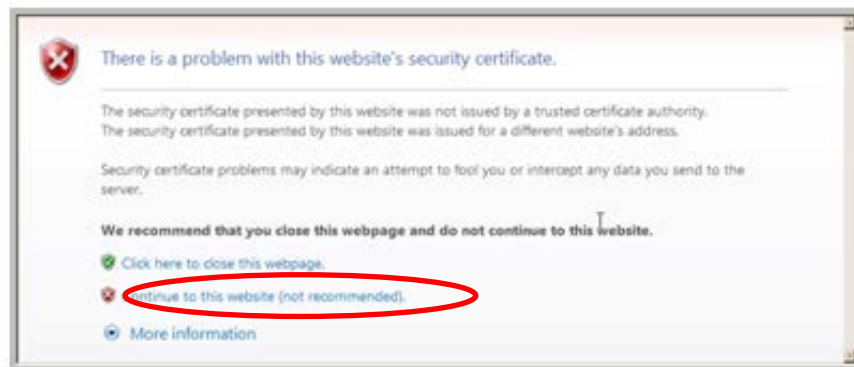 There is a problem with this website's security certificate.
The security certificate presented by this website was not issued by a trusted certificate authority.
The security certificate presented by this website was issued for a different website's address.
Security certificate problems may indicate an attempt to fool you or intercept any data you send to the
server.
We recommend that you close this webpage and do not continue to this website.
Click here to close this webpage.
Continue to this website (not recommended).
More information